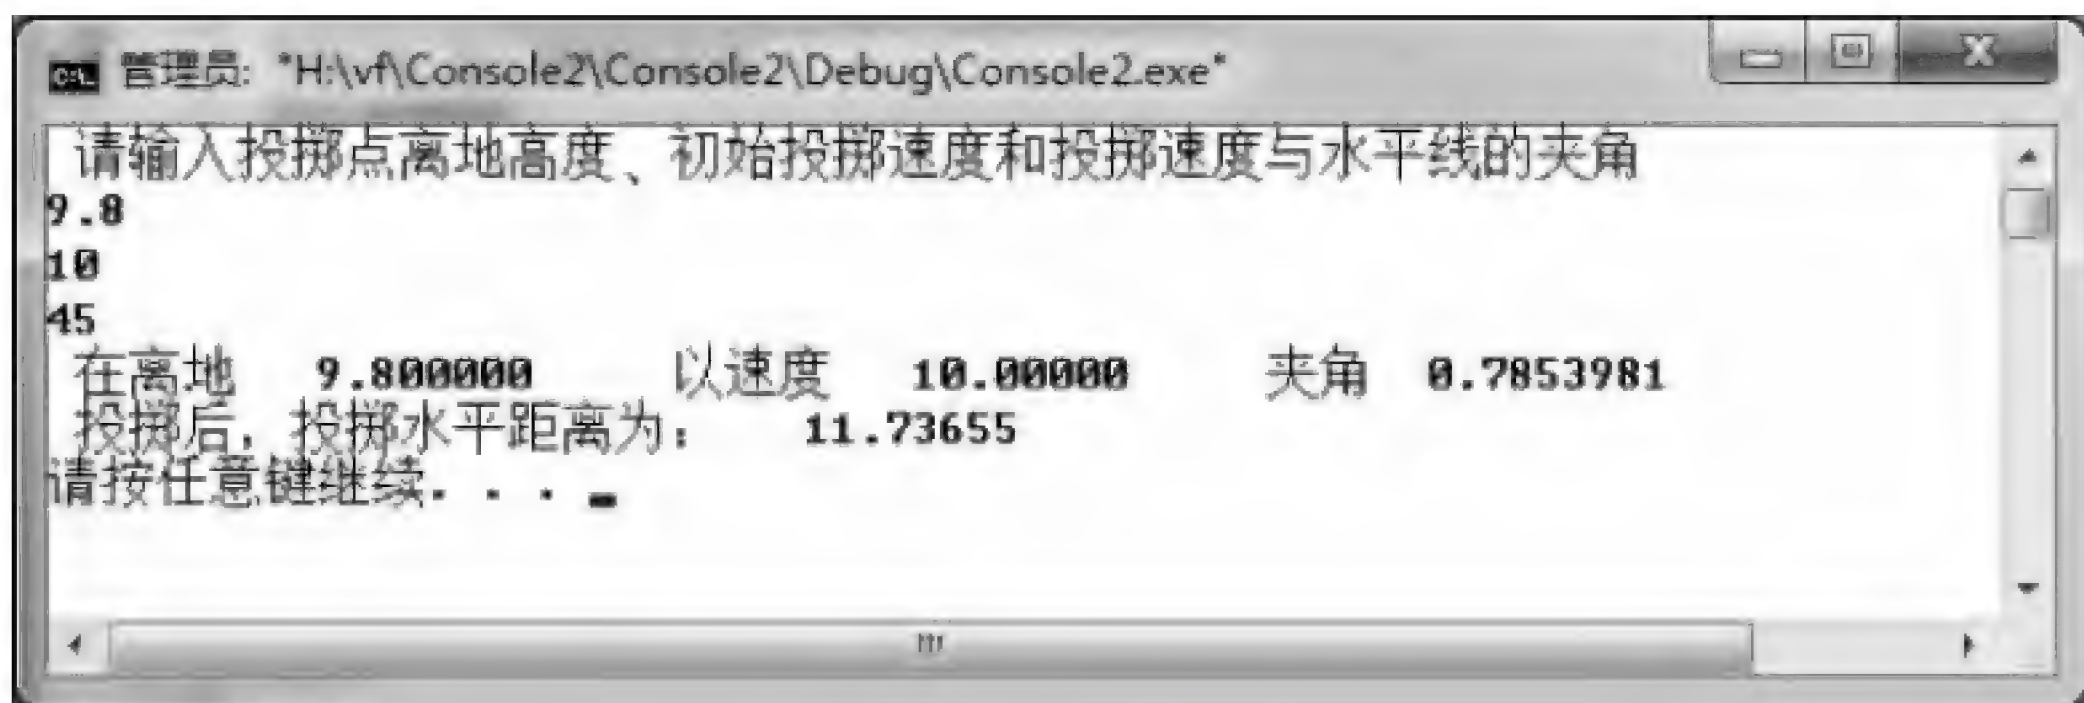 管理员: "H:\vf\Console2\Console2\Debug\Console2.exe"
请输入投掷点离地高度、初始投掷速度和投掷速度与水平线的夹角
9.8
10
45
在离地 9.800000 以速度 10.00000 夹角 0.7853981
投掷后，投掷水平距离为： 11.73655
请按任意键继续. . .